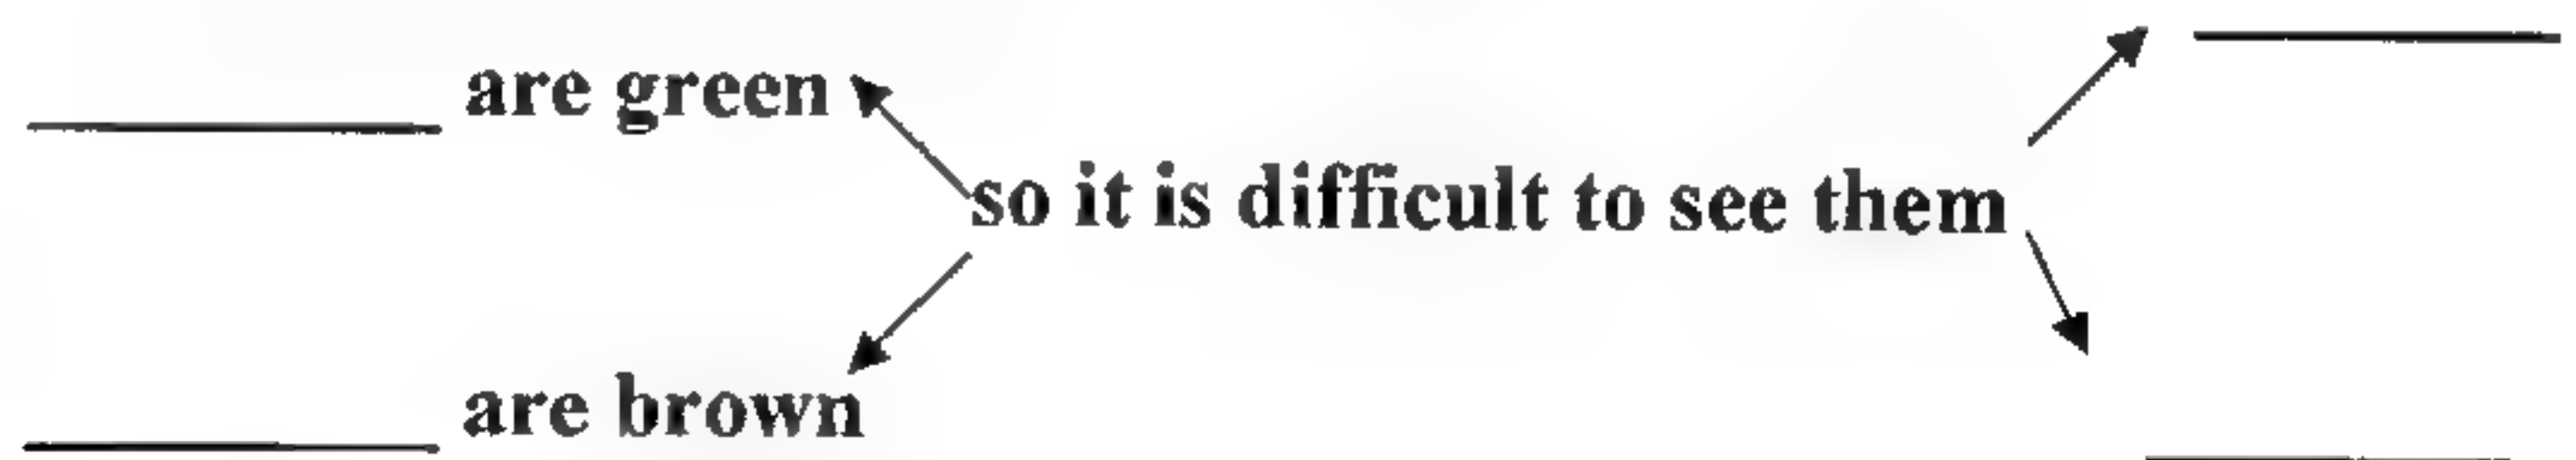 are green
so it is difficult to see them
are brown